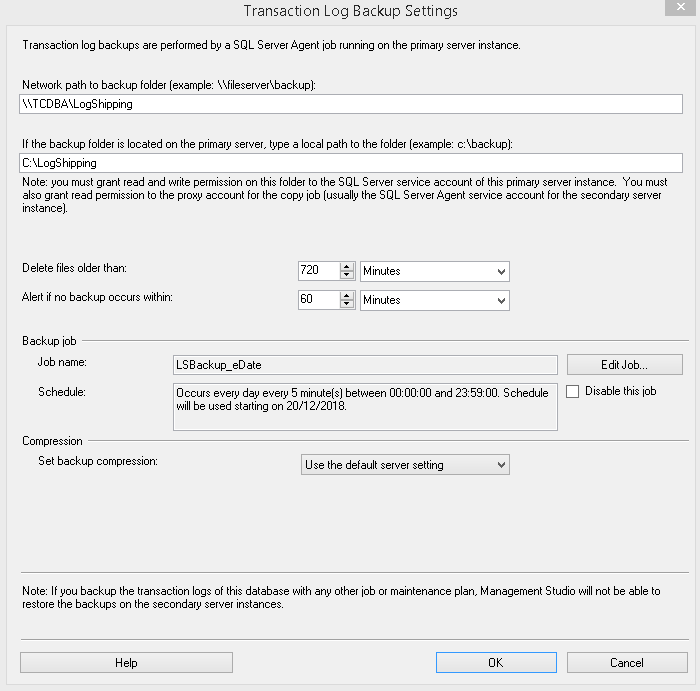 Transaction Log Backup Settings
Transaction log backups are performed by a SQL Server Agent job running on the primary server instance.
Network path to backup folder (example: \\fileserver\backup):
\\TCDBA\LogShipping
If the backup folder is located on the primary server, type a local path to the folder (example: c:\backup):
C:\LogShipping
Note: you must grant read and write permission on this folder to the SQL Server service account of this primary server instance.  You must
also grant read permission to the proxy account for the copy job (usually the SQL Server Agent service account for the secondary server
instance).
Delete files older than: 720 Minutes
Alert if no backup occurs within: 60 Minutes
Backup job
Job name: LSBackup_eDate Edit Job...
Schedule: Occurs every day every 5 minute(s) between 00:00:00 and 23:59:00. Schedule Disable this job
will be used starting on 20/12/2018.
Compression
Set backup compression: Use the default server setting
Note: If you backup the transaction logs of this database with any other job or maintenance plan, Management Studio will not be able to
restore the backups on the secondary server instances.
Help OK Cancel